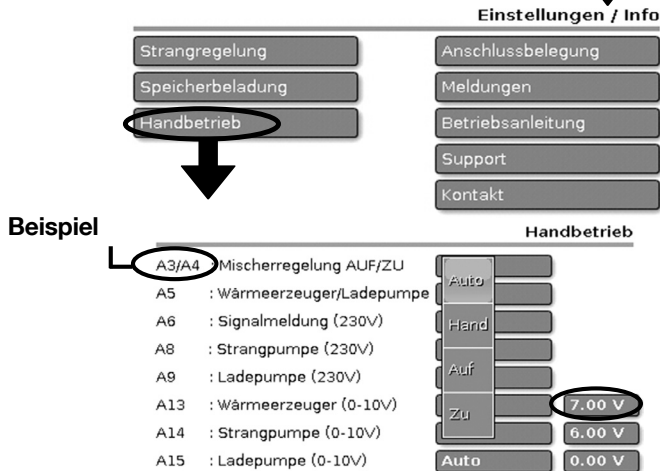 Einstellungen / Info
Strangregelung Anschlussbelegung
Speicherbeladung Meldungen
Handbetrieb Betriebsanleitung
Support
Kontakt
Beispiel
Handbetrieb
A3/A4 : Mischerregelung AUF/ZU
A5 : Wärmeerzeuger/Ladepumpe
A6 : Signalmeldung (230V)
A8 : Strangpumpe (230V)
A9 : Ladepumpe (230V)
A13 : Wärmeerzeuger (0-10V) 7.00 V
A14 : Strangpumpe (0-10V) 6.00 V
A15 : Ladepumpe (0-10V) Auto 0.00 V
Auto
Hand
Auf
Zu